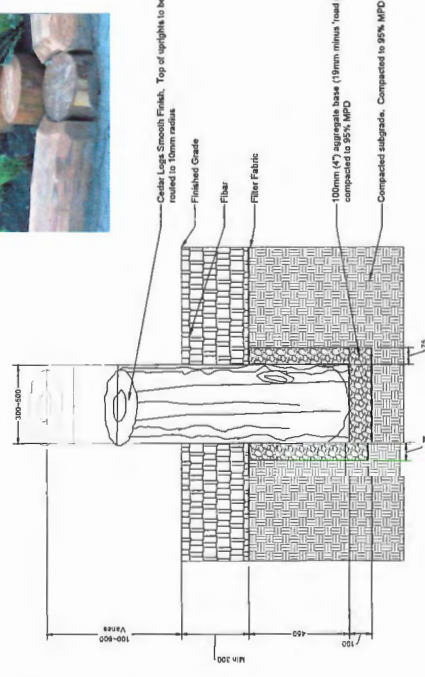 Cedar Logs Smooth Finish. Top of uprights to be
routed to 10mm radius
Finished Grade
Fibar
Filter Fabric
100mm (4") aggregate base (19mm minus 'road
compacted to 95% MPD
Compacted subgrade. Compacted to 95% MPD
300~500
Varies
Min 300
450
100
75